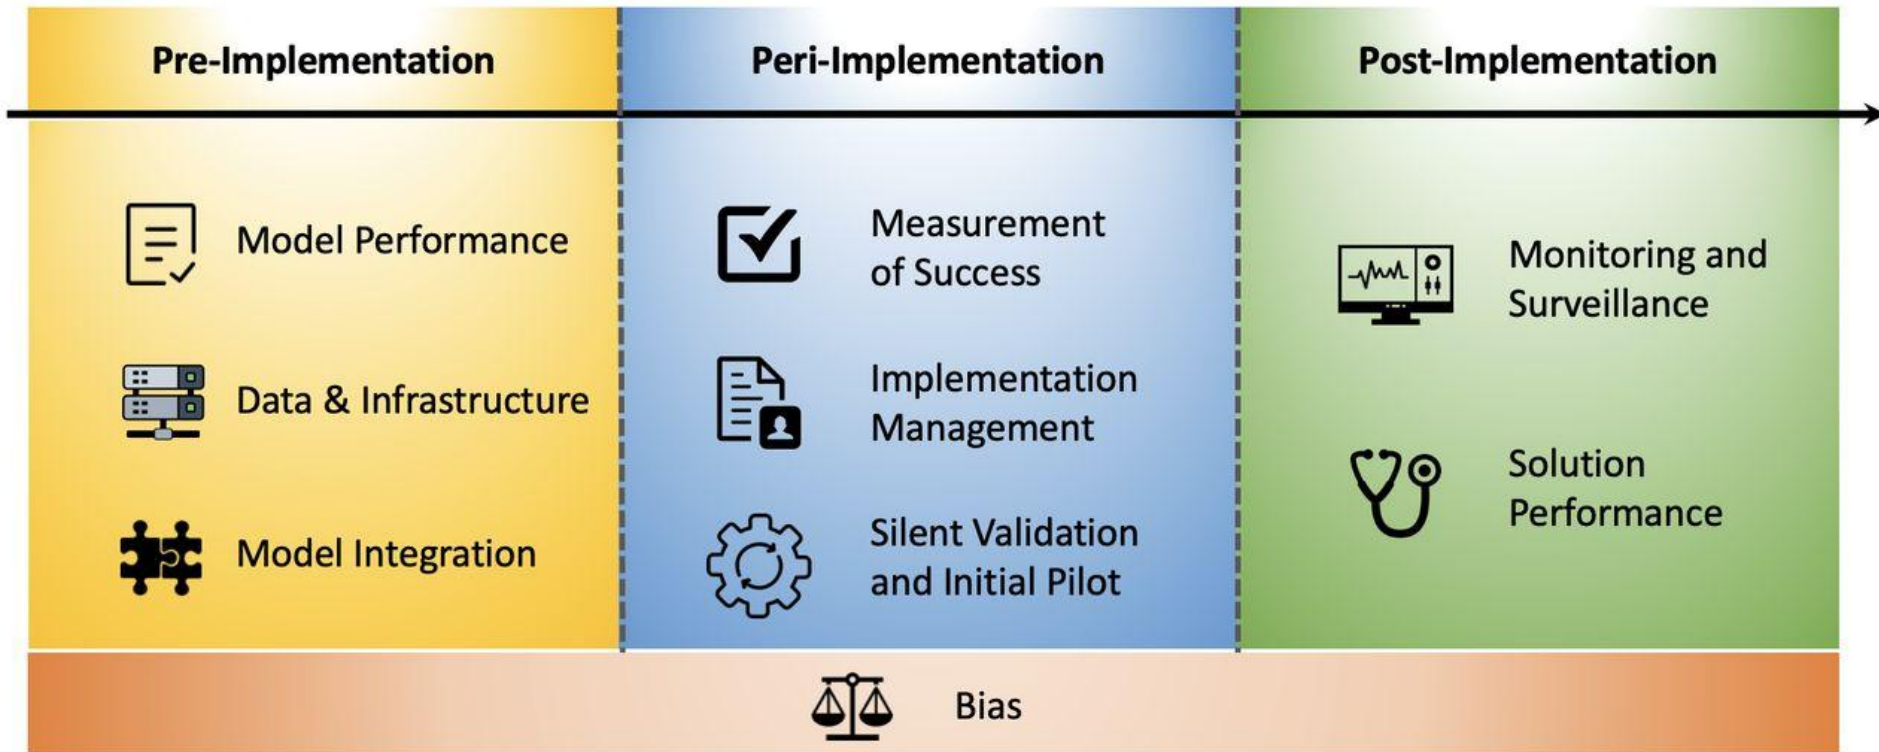 Pre-Implementation
Peri-Implementation
Post-Implementation
Model Performance
Data & Infrastructure
Model Integration
Measurement
of Success
Implementation
Management
Silent Validation
and Initial Pilot
Monitoring and
Surveillance
Solution
Performance
Bias